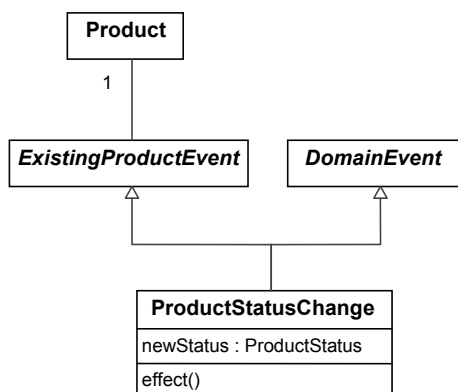 Product
1
ExistingProductEvent
DomainEvent
ProductStatusChange
newStatus : ProductStatus
effect()